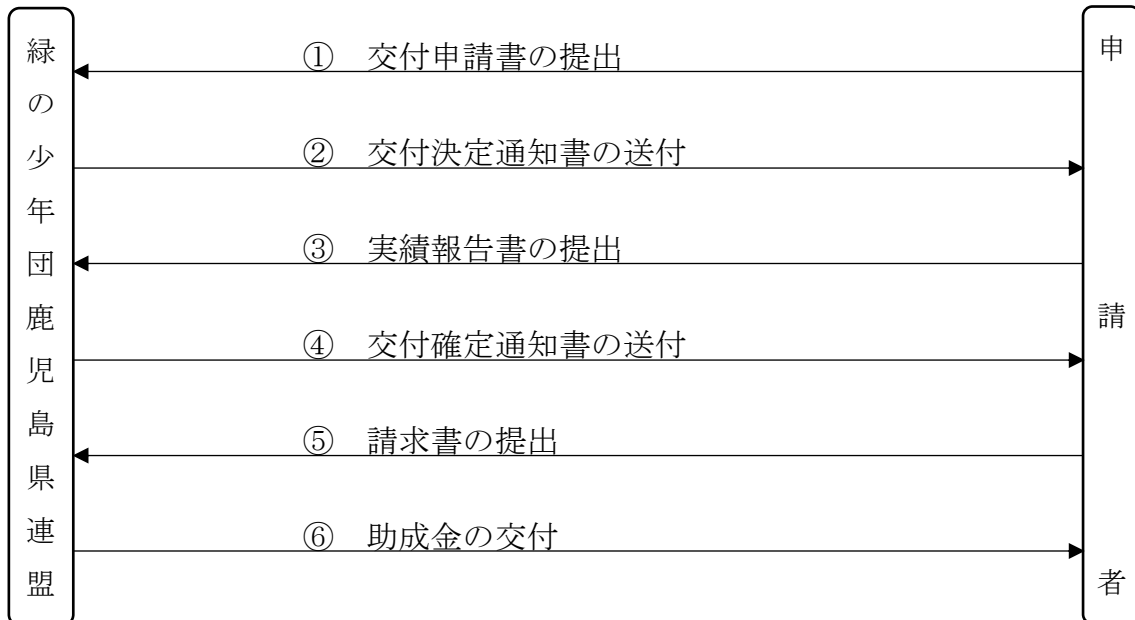 緑の少年団鹿児島県連盟
① 交付申請書の提出
② 交付決定通知書の送付
③ 実績報告書の提出
④ 交付確定通知書の送付
⑤ 請求書の提出
⑥ 助成金の交付
申請者